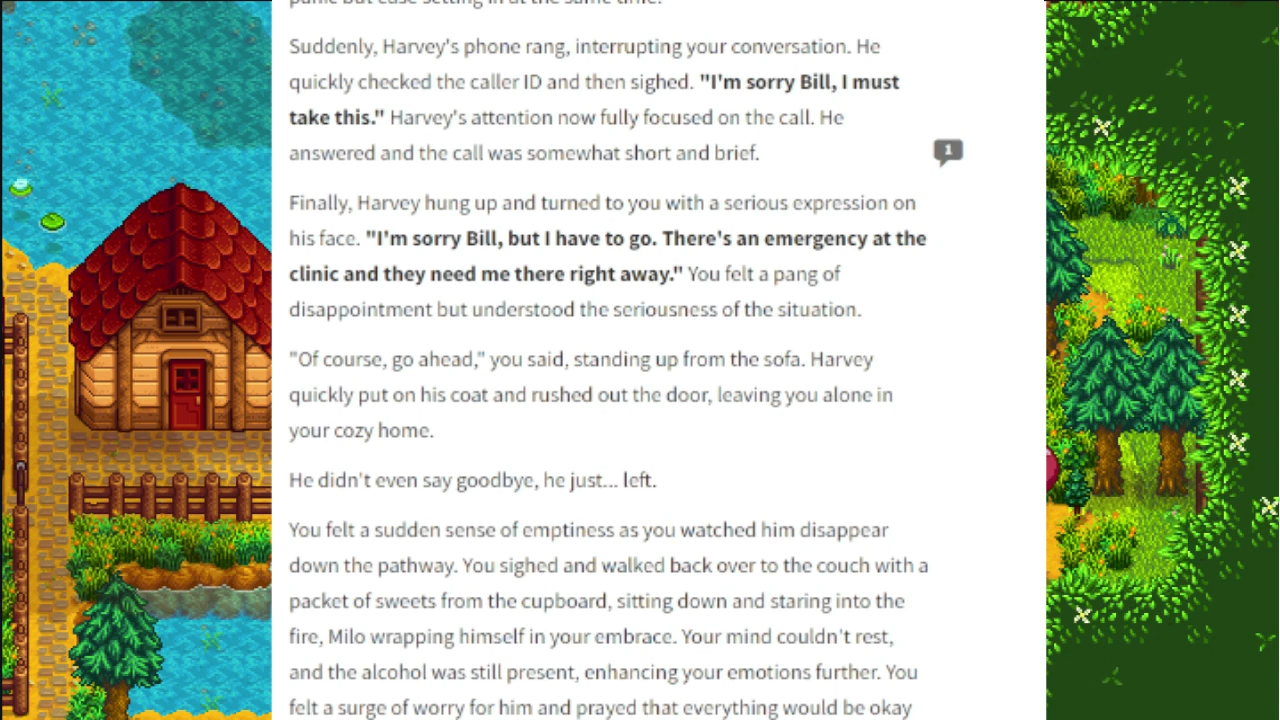 panic but ease setting in at the same time.
Suddenly, Harvey's phone rang, interrupting your conversation. He
quickly checked the caller ID and then sighed. "I'm sorry Bill, I must
take this." Harvey's attention now fully focused on the call. He
answered and the call was somewhat short and brief.
1
Finally, Harvey hung up and turned to you with a serious expression on
his face. "I'm sorry Bill, but I have to go. There's an emergency at the
clinic and they need me there right away." You felt a pang of
disappointment but understood the seriousness of the situation.
"Of course, go ahead," you said, standing up from the sofa. Harvey
quickly put on his coat and rushed out the door, leaving you alone in
your cozy home.
He didn't even say goodbye, he just... left.
You felt a sudden sense of emptiness as you watched him disappear
down the pathway. You sighed and walked back over to the couch with a
packet of sweets from the cupboard, sitting down and staring into the
fire, Milo wrapping himself in your embrace. Your mind couldn't rest,
and the alcohol was still present, enhancing your emotions further. You
felt a surge of worry for him and prayed that everything would be okay